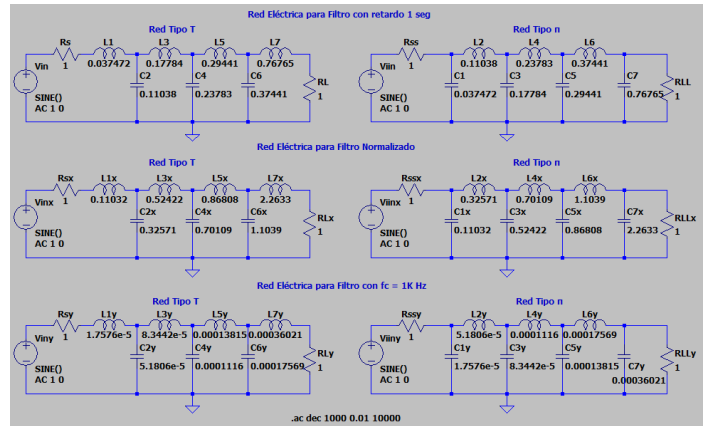 Red Eléctrica para Filtro con retardo 1 seg
Red Tipo T
Red Tipo n
Rs L1 L3 L5 L7
1 0.037472 0.17784 0.29441 0.76765
Vin C2 C4 C6 RL
0.11038 0.23783 0.37441 1
SINE()
AC 1 0
Rss L2 L4 L6
1 0.11038 0.23783 0.37441
Viin C1 C3 C5 C7 RLL
0.037472 0.17784 0.29441 0.76765 1
SINE()
AC 1 0
Red Eléctrica para Filtro Normalizado
Red Tipo T
Red Tipo n
Rsx L1x L3x L5x L7x
1 0.11032 0.52422 0.86808 2.2633
Vinx C2x C4x C6x RLx
0.32571 0.70109 1.1039 1
SINE()
AC 1 0
Rssx L2x L4x L6x
1 0.32571 0.70109 1.1039
Viinx C1x C3x C5x C7x RLLx
0.11032 0.52422 0.86808 2.2633 1
SINE()
AC 1 0
Red Eléctrica para Filtro con fc = 1K Hz
Red Tipo T
Red Tipo n
Rsy L1y L3y L5y L7y
1 1.7576e-5 8.3442e-5 0.00013815 0.00036021
Viny C2y C4y C6y RLy
5.1806e-5 0.0001116 0.00017569 1
SINE()
AC 1 0
Rssy L2y L4y L6y
1 5.1806e-5 0.0001116 0.00017569
Viiny C1y C3y C5y C7y RLLy
1.7576e-5 8.3442e-5 0.00013815 0.00036021 1
SINE()
AC 1 0
.ac dec 1000 0.01 10000